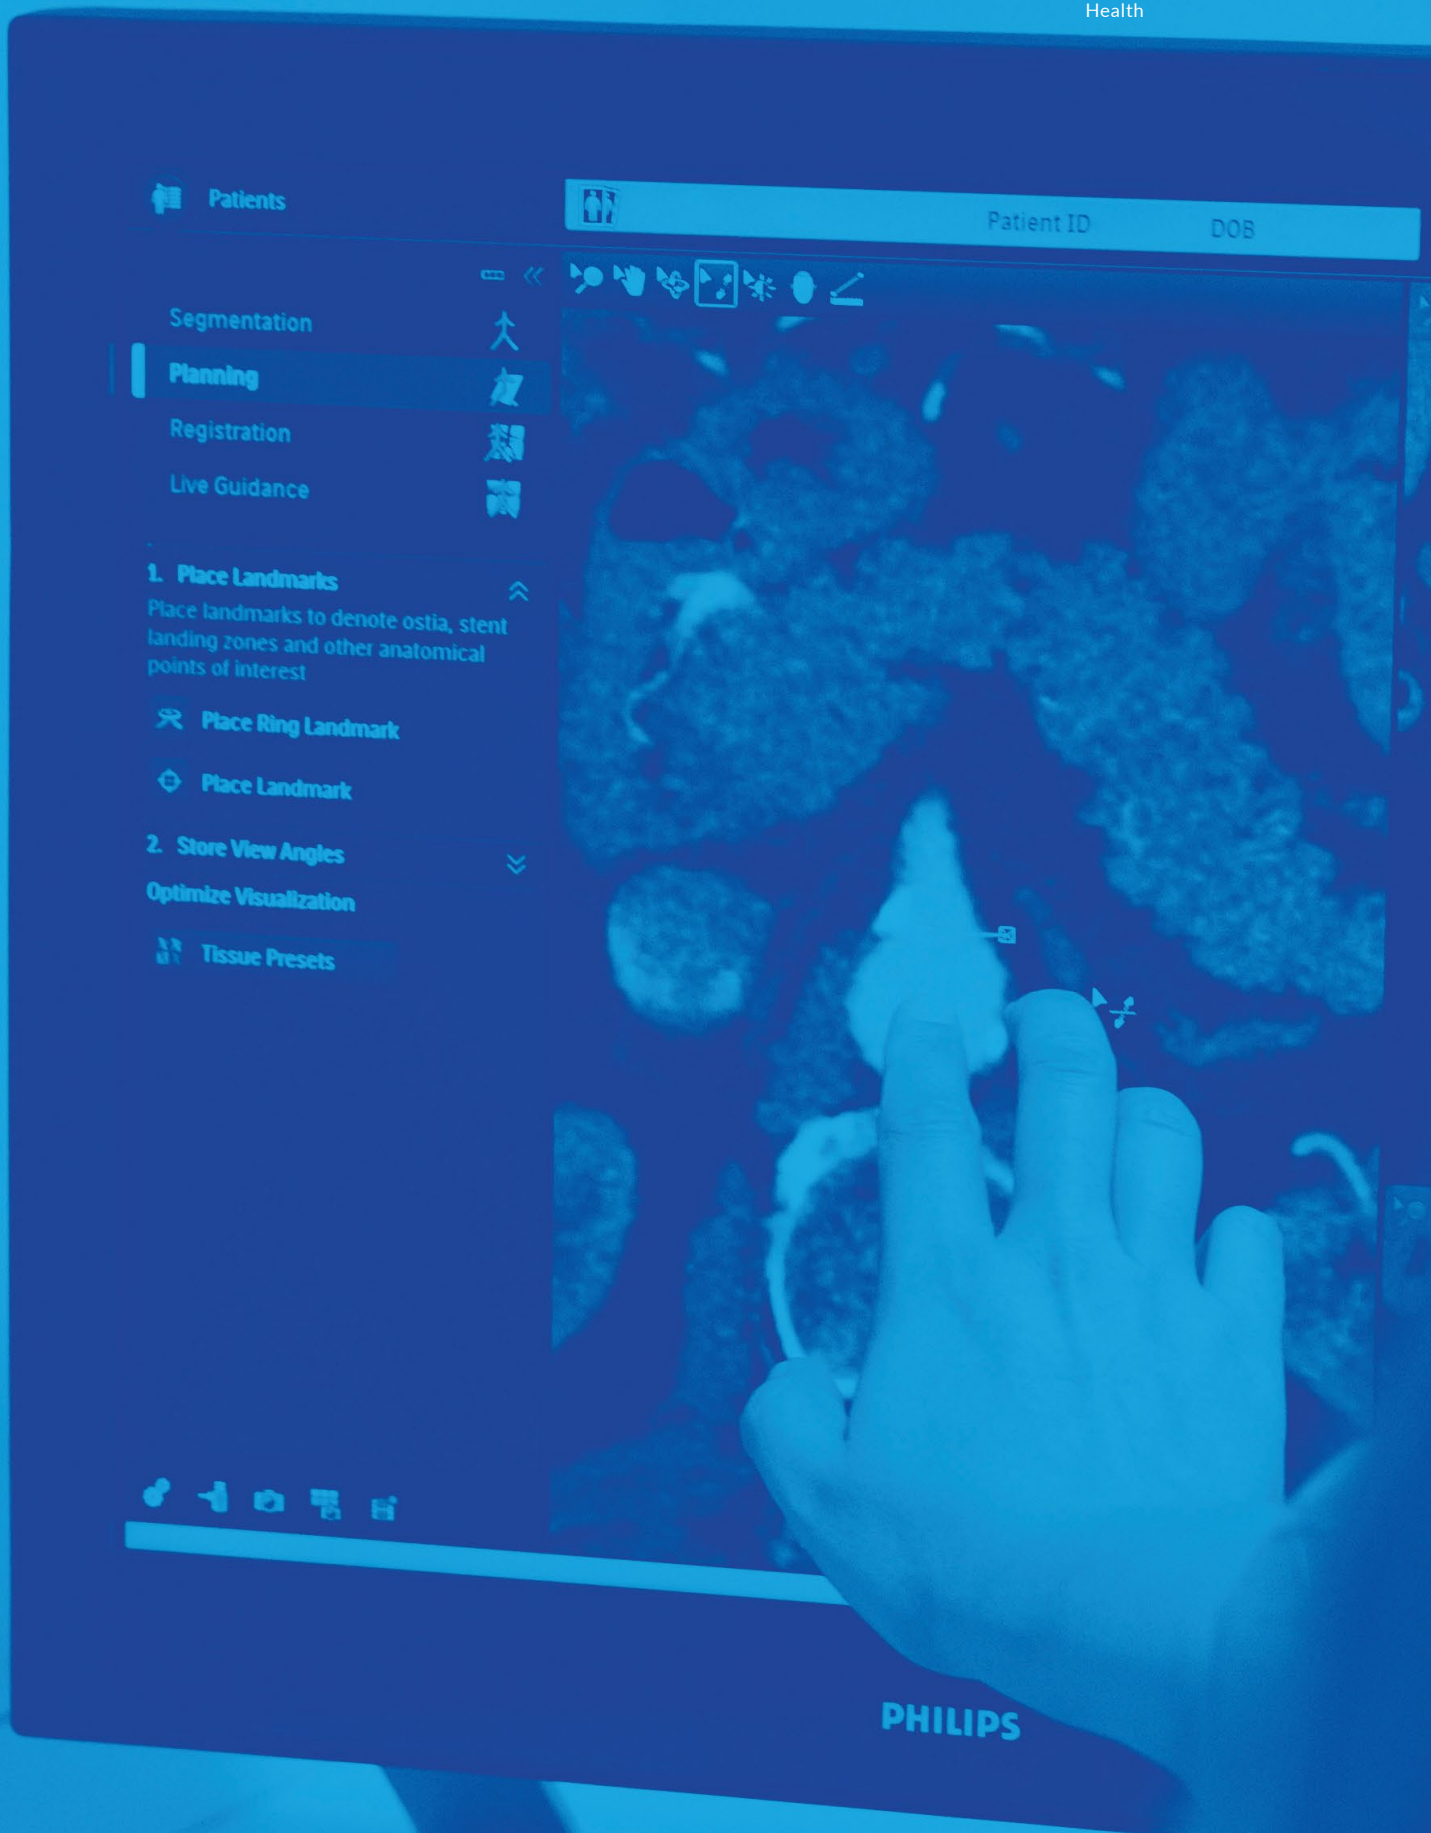 Health
Patients
Patient ID DOB
Segmentation
Planning
Registration
Live Guidance
1. Place Landmarks
Place landmarks to denote ostia, stent
landing zones and other anatomical
points of interest
Place Ring Landmark
Place Landmark
2. Store View Angles
Optimize Visualization
Tissue Presets
PHILIPS